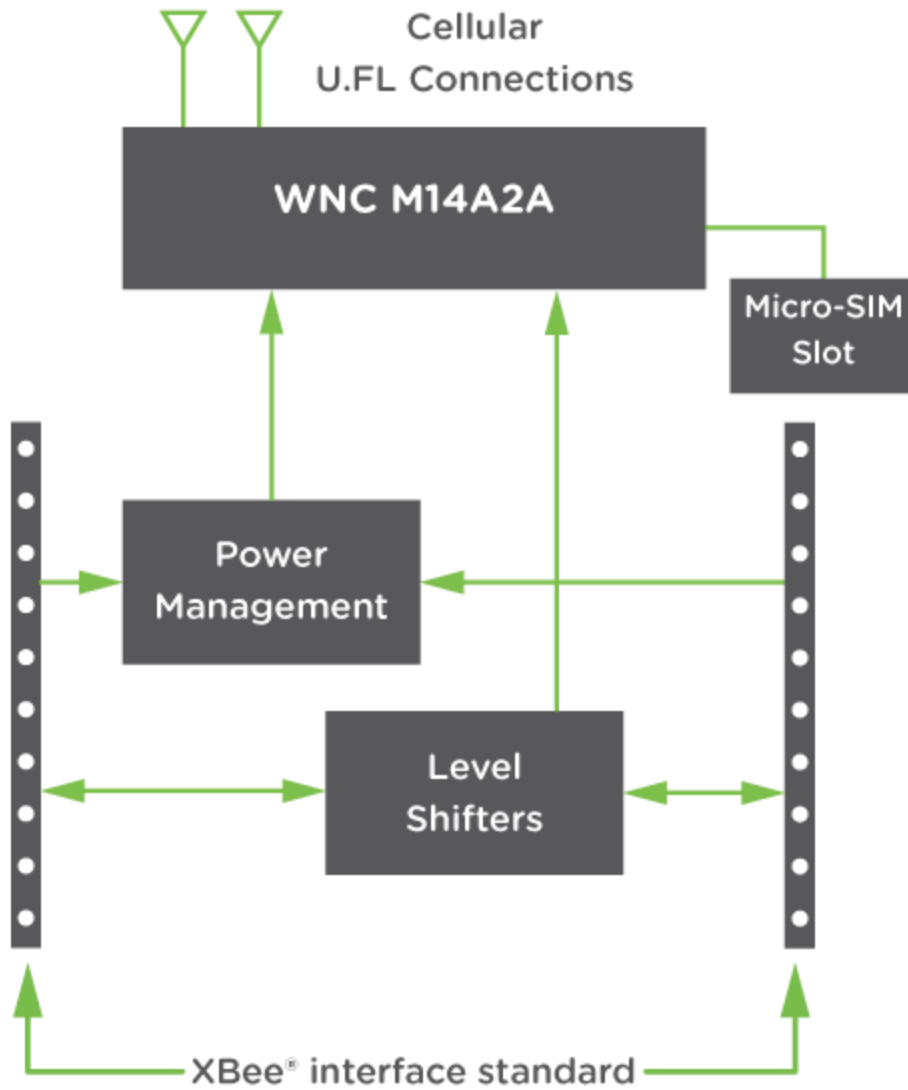 Cellular
U.FL Connections
WNC M14A2A
Micro-SIM
Slot
Power
Management
Level
Shifters
XBee® interface standard